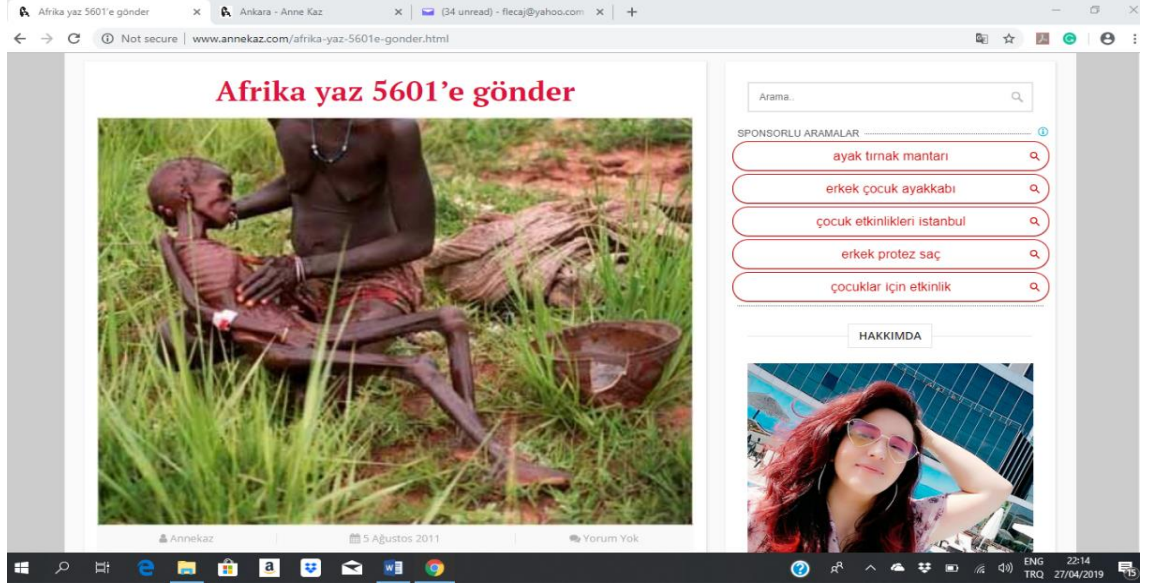 Afrika yaz 5601'e gönder
Ankara - Anne Kaz
(34 unread) - flecaj@yahoo.com
Not secure | www.annekaz.com/afrika-yaz-5601e-gonder.html
Afrika yaz 5601’e gönder
Annekaz
5 Ağustos 2011
Yorum Yok
Arama..
SPONSORLU ARAMALAR
ayak tırnak mantarı
erkek çocuk ayakkabı
çocuk etkinlikleri istanbul
erkek protez saç
çocuklar için etkinlik
HAKKIMDA
ENG 22:14
TRQ 27/04/2019
15